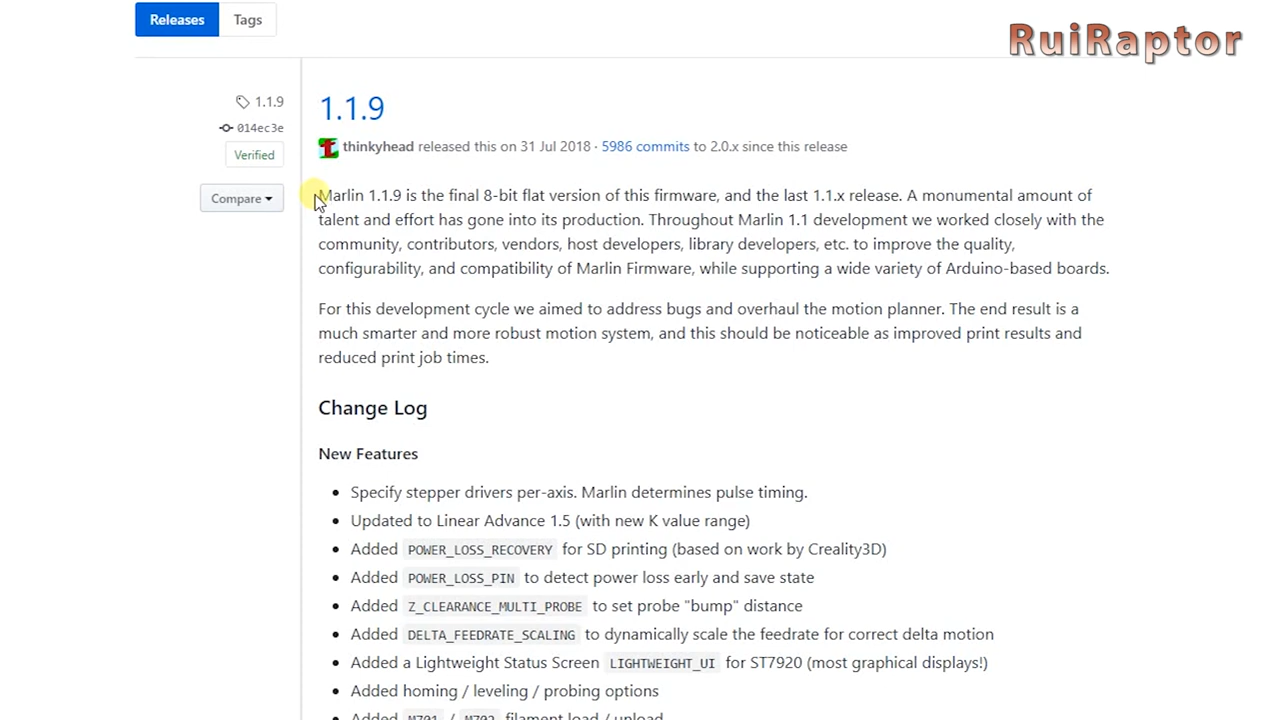 Releases Tags
RuiRaptor
1.1.9
014ec3e
Verified
Compare
1.1.9
thinkyhead released this on 31 Jul 2018 · 5986 commits to 2.0.x since this release
Marlin 1.1.9 is the final 8-bit flat version of this firmware, and the last 1.1.x release. A monumental amount of
talent and effort has gone into its production. Throughout Marlin 1.1 development we worked closely with the
community, contributors, vendors, host developers, library developers, etc. to improve the quality,
configurability, and compatibility of Marlin Firmware, while supporting a wide variety of Arduino-based boards.
For this development cycle we aimed to address bugs and overhaul the motion planner. The end result is a
much smarter and more robust motion system, and this should be noticeable as improved print results and
reduced print job times.
Change Log
New Features
• Specify stepper drivers per-axis. Marlin determines pulse timing.
• Updated to Linear Advance 1.5 (with new K value range)
• Added POWER_LOSS_RECOVERY for SD printing (based on work by Creality3D)
• Added POWER_LOSS_PIN to detect power loss early and save state
• Added Z_CLEARANCE_MULTI_PROBE to set probe "bump" distance
• Added DELTA_FEEDRATE_SCALING to dynamically scale the feedrate for correct delta motion
• Added a Lightweight Status Screen LIGHTWEIGHT_UI for ST7920 (most graphical displays!)
• Added homing / leveling / probing options
• Added M701 / M702 filament load / unload